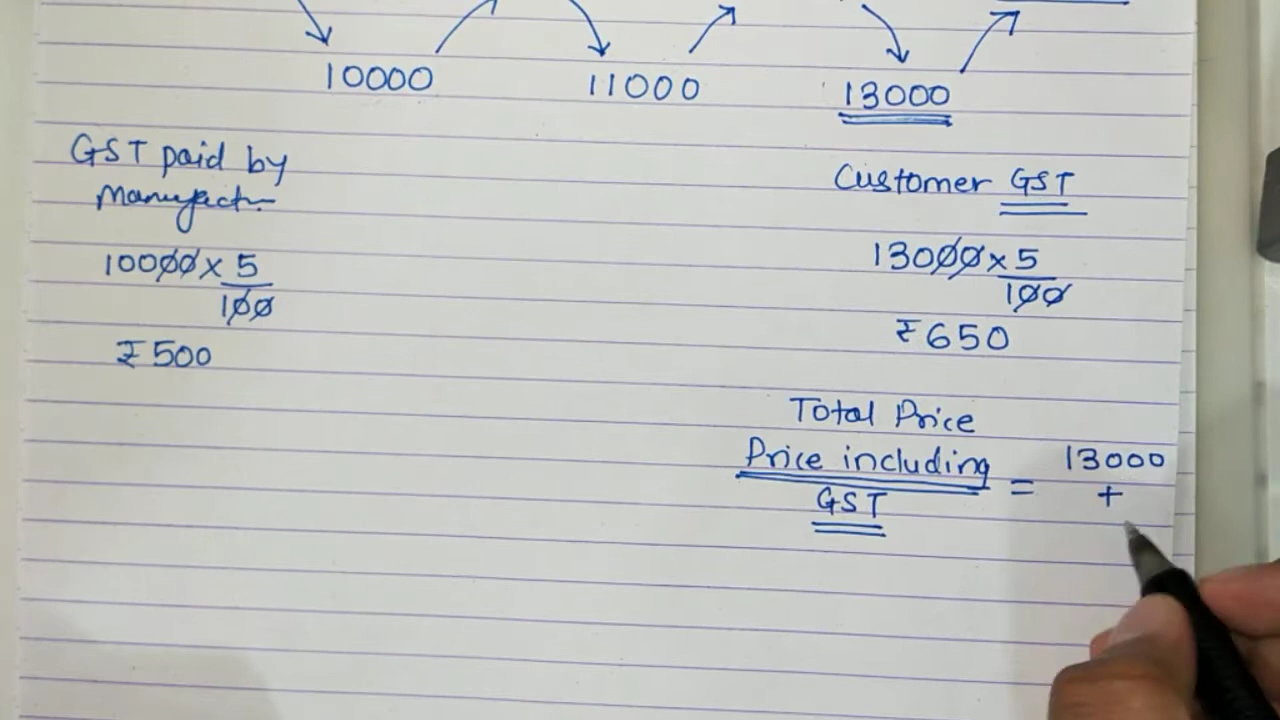 10000 11000 13000
GST paid by
Manufact.
10000 x 5
100
₹ 500
Customer GST
13000 x 5
100
₹ 650
Total Price
Price including = 13000
GST +